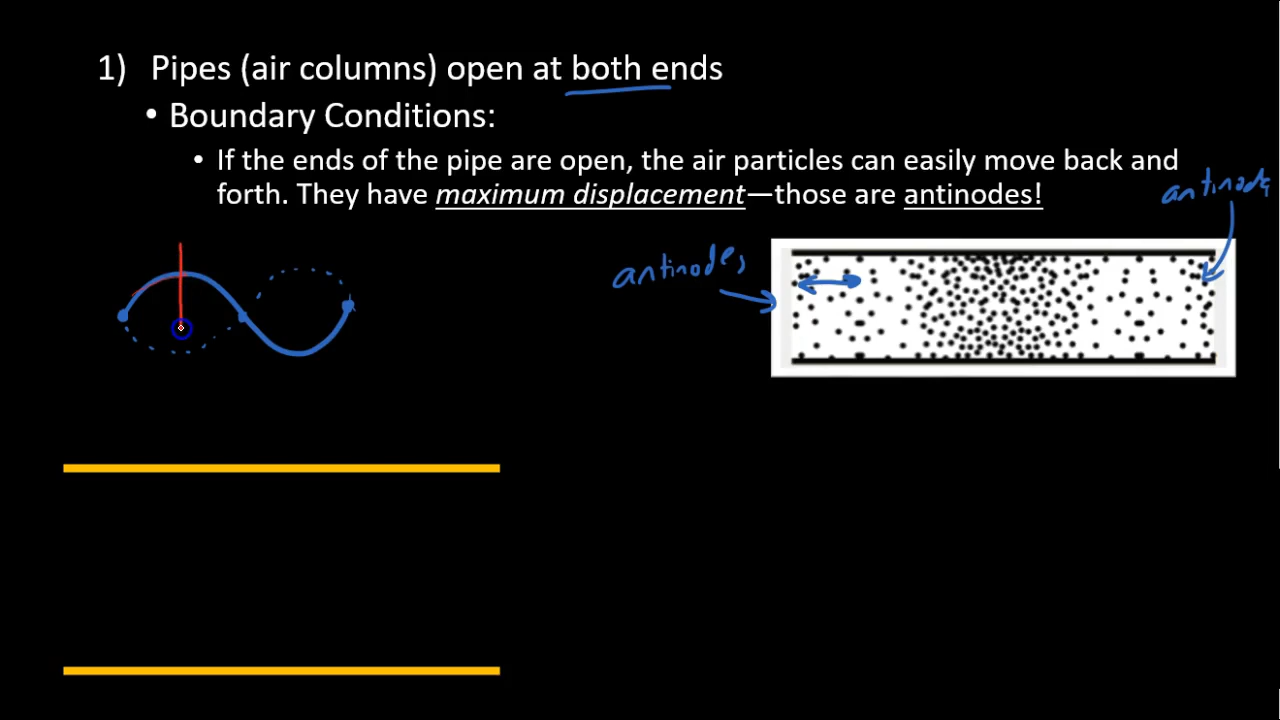 1) Pipes (air columns) open at both ends
• Boundary Conditions:
• If the ends of the pipe are open, the air particles can easily move back and
forth. They have maximum displacement—those are antinodes!
antinode
antinodes